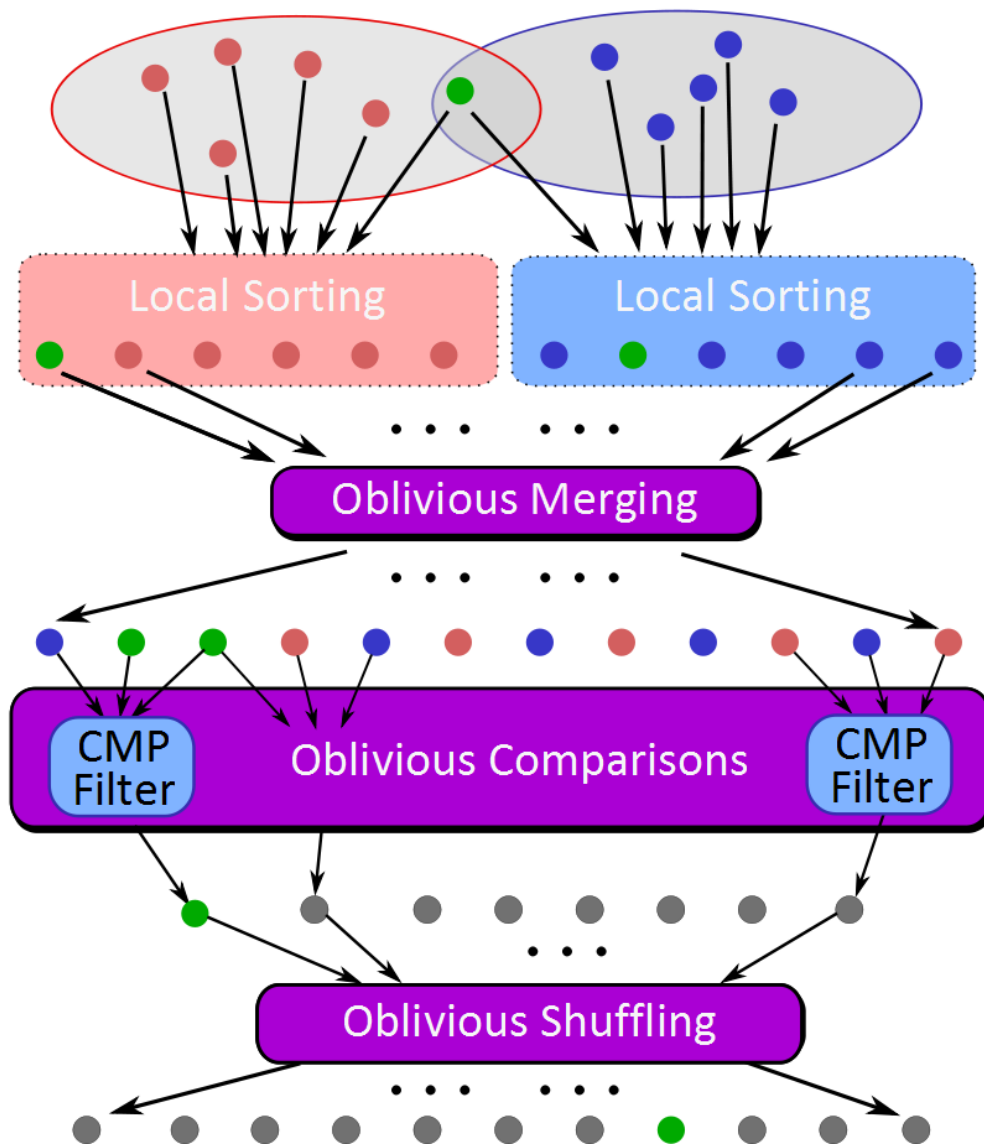 Local Sorting
Local Sorting
Oblivious Merging
CMP
Filter
Oblivious Comparisons
CMP
Filter
Oblivious Shuffling